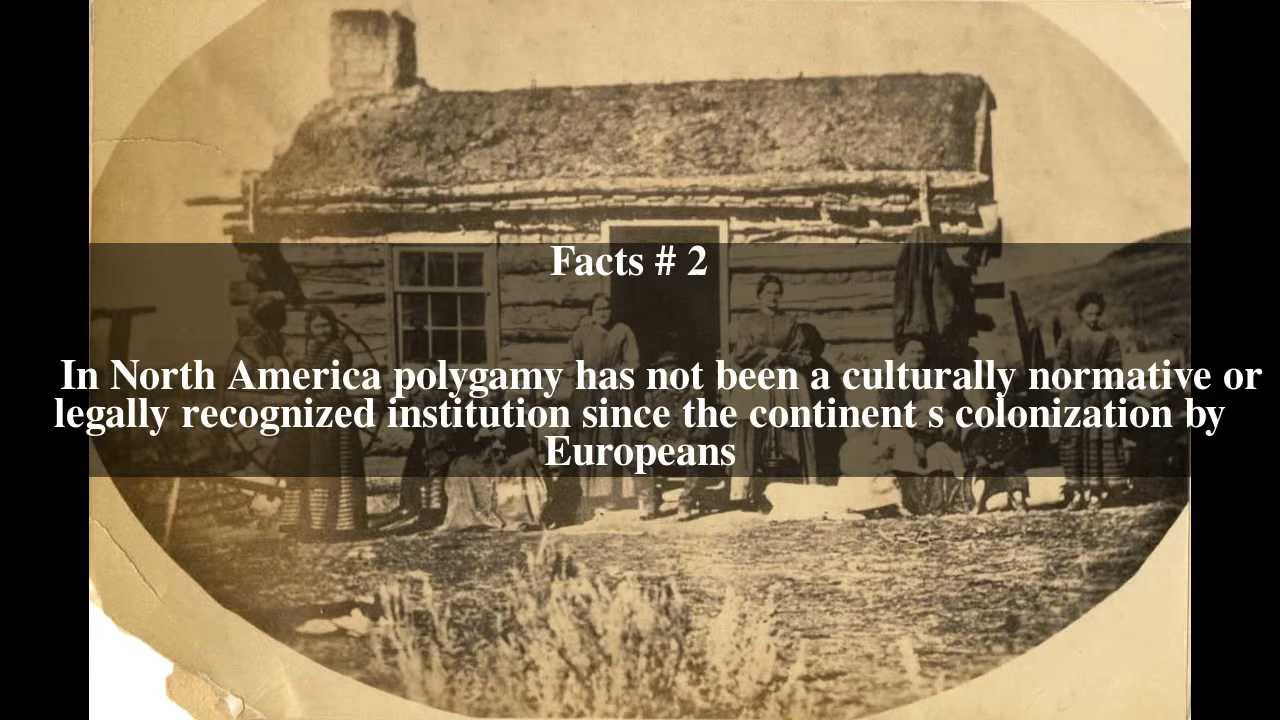 Facts # 2
In North America polygamy has not been a culturally normative or
legally recognized institution since the continent s colonization by
Europeans